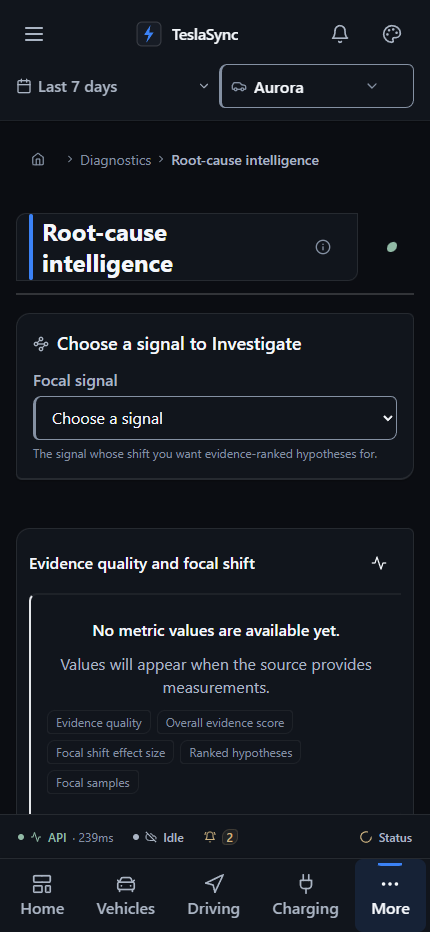 TeslaSync
Last 7 days
Aurora
Diagnostics > Root-cause intelligence
Root-cause
intelligence
Choose a signal to Investigate
Focal signal
Choose a signal
The signal whose shift you want evidence-ranked hypotheses for.
Evidence quality and focal shift
No metric values are available yet.
Values will appear when the source provides
measurements.
Evidence quality
Overall evidence score
Focal shift effect size
Ranked hypotheses
Focal samples
API · 239ms
Idle
2
Status
Home
Vehicles
Driving
Charging
More